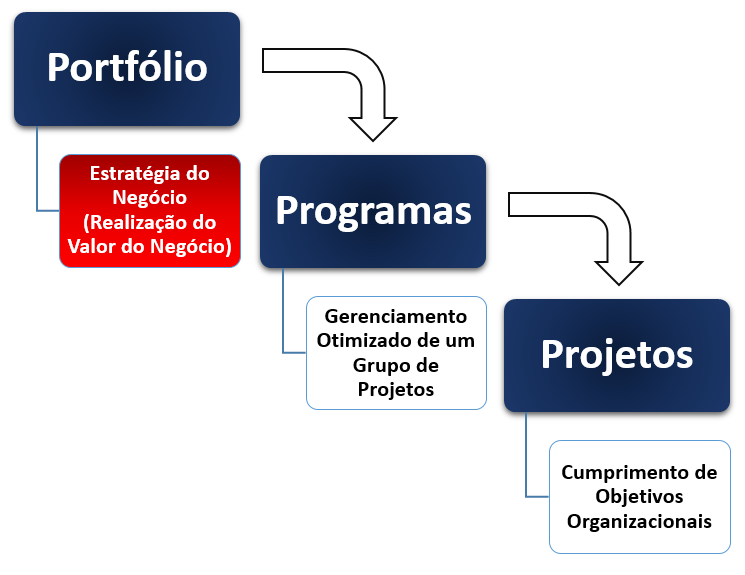 Portfólio
Estratégia do
Negócio
(Realização do
Valor do Negócio)
Programas
Gerenciamento
Otimizado de um
Grupo de
Projetos
Projetos
Cumprimento de
Objetivos
Organizacionais